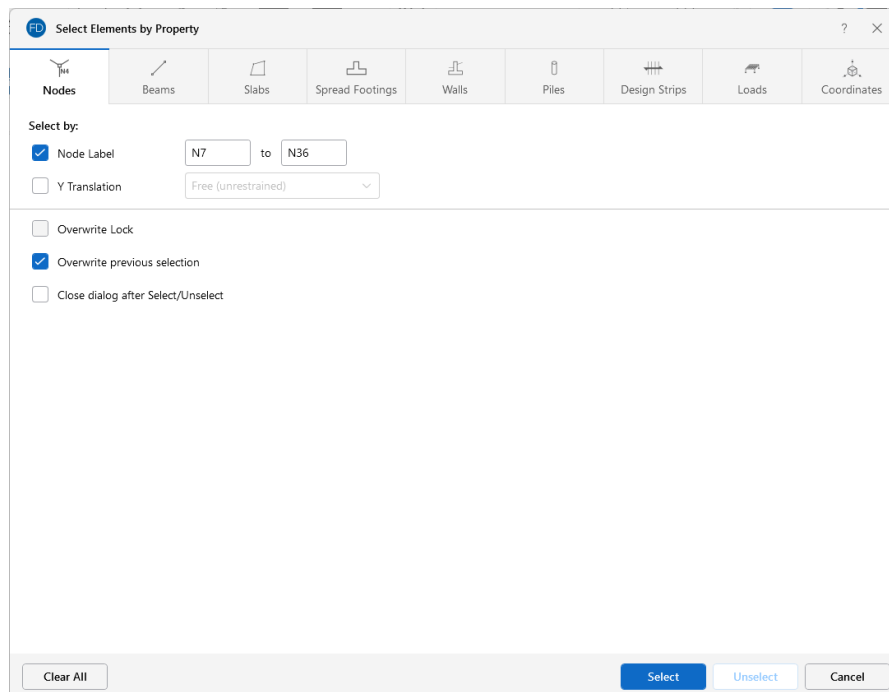 FD Select Elements by Property ?
N4
Nodes Beams Slabs Spread Footings Walls Piles Design Strips Loads Coordinates
Select by:
Node Label N7 to N36
Y Translation Free (unrestrained)
Overwrite Lock
Overwrite previous selection
Close dialog after Select/Unselect
Clear All Select Unselect Cancel